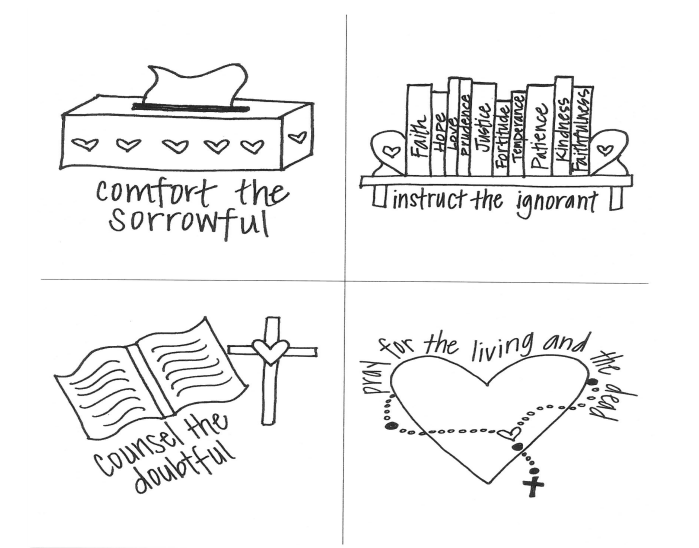 comfort the
sorrowful
Faith
Hope
Love
Prudence
Justice
Fortitude
Temperance
Patience
Kindness
Faithfulness
instruct the ignorant
counsel the
doubtful
pray for the living and
the dead